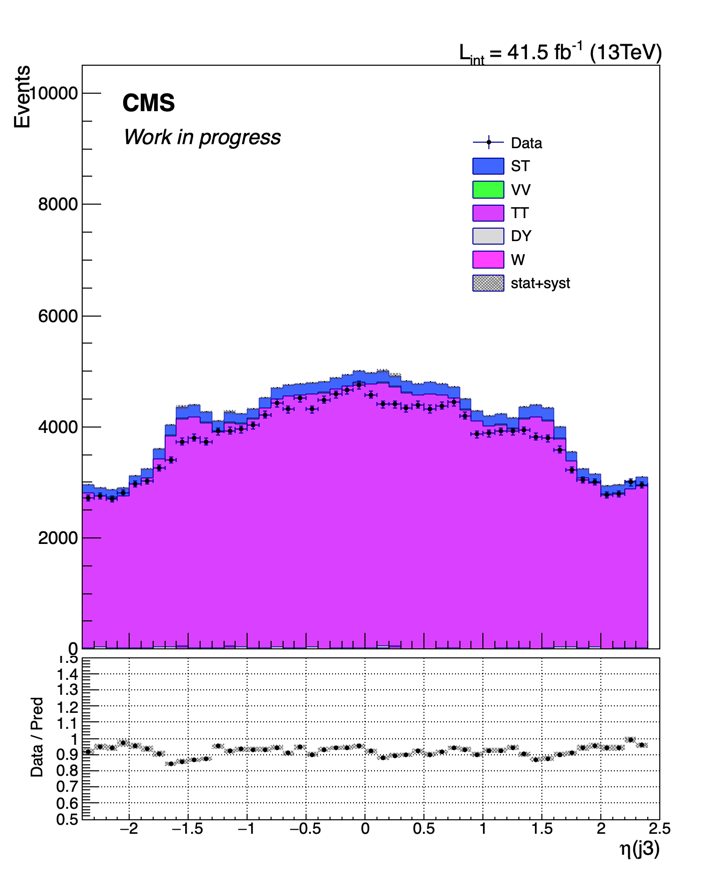 L_int = 41.5 fb^-1 (13TeV)
Events
10000
8000
6000
4000
2000
0
CMS
Work in progress
Data
ST
VV
TT
DY
W
stat+syst
Data / Pred
1.5
1.4
1.3
1.2
1.1
1
0.9
0.8
0.7
0.6
0.5
−2 −1.5 −1 −0.5 0 0.5 1 1.5 2 2.5
η(j3)